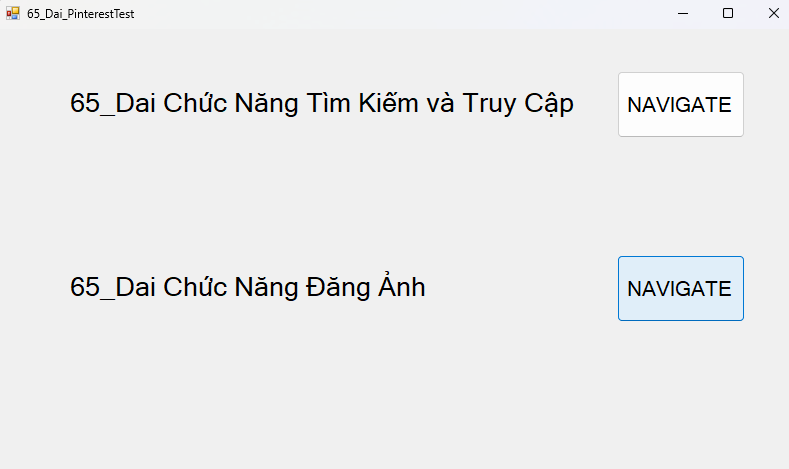 65_Dai_PinterestTest
65_Dai Chức Năng Tìm Kiếm và Truy Cập
NAVIGATE
65_Dai Chức Năng Đăng Ảnh
NAVIGATE